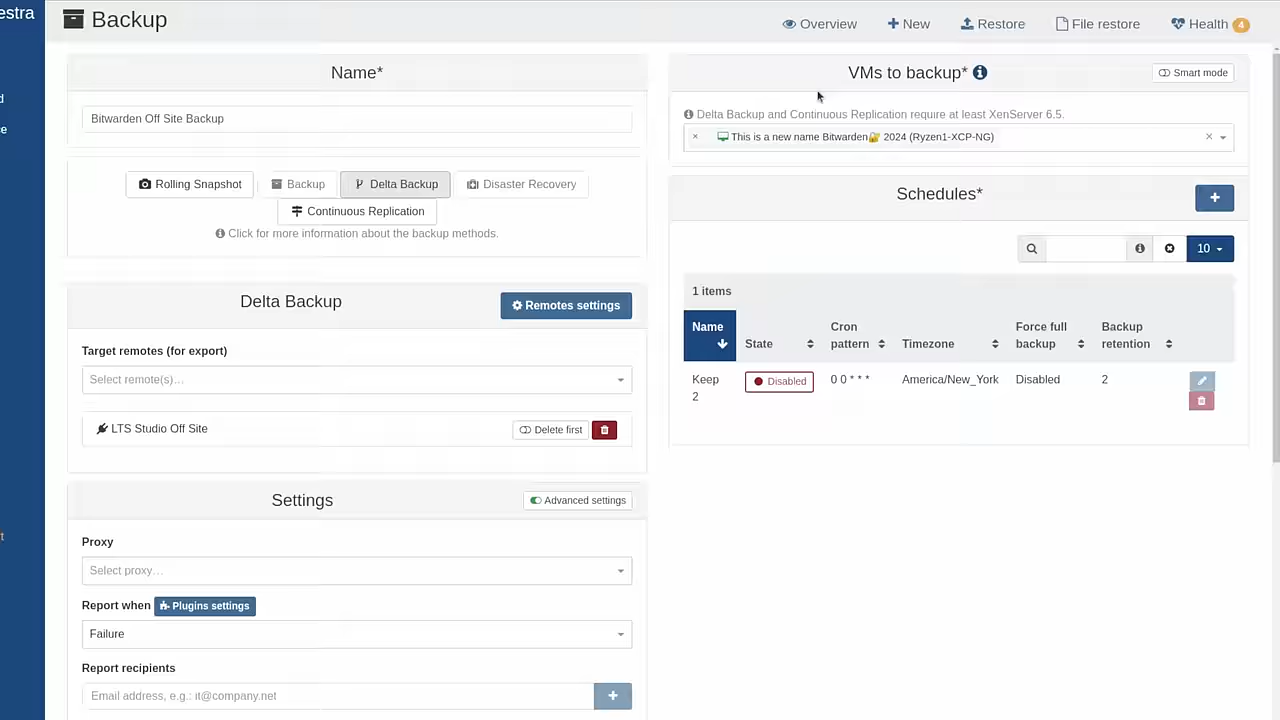 estra
d
ce
t
Backup
Overview
New
Restore
File restore
Health 4
Name*
Bitwarden Off Site Backup
Rolling Snapshot
Backup
Delta Backup
Disaster Recovery
Continuous Replication
Click for more information about the backup methods.
Delta Backup
Remotes settings
Target remotes (for export)
Select remote(s)…
LTS Studio Off Site
Delete first
Settings
Advanced settings
Proxy
Select proxy…
Report when
Plugins settings
Failure
Report recipients
Email address, e.g.: it@company.net
VMs to backup*
Smart mode
Delta Backup and Continuous Replication require at least XenServer 6.5.
× This is a new name Bitwarden🔐 2024 (Ryzen1-XCP-NG) ×
Schedules*
10
1 items
Name
State
Cron pattern
Timezone
Force full backup
Backup retention
Keep 2
Disabled
0 0 * * *
America/New_York
Disabled
2